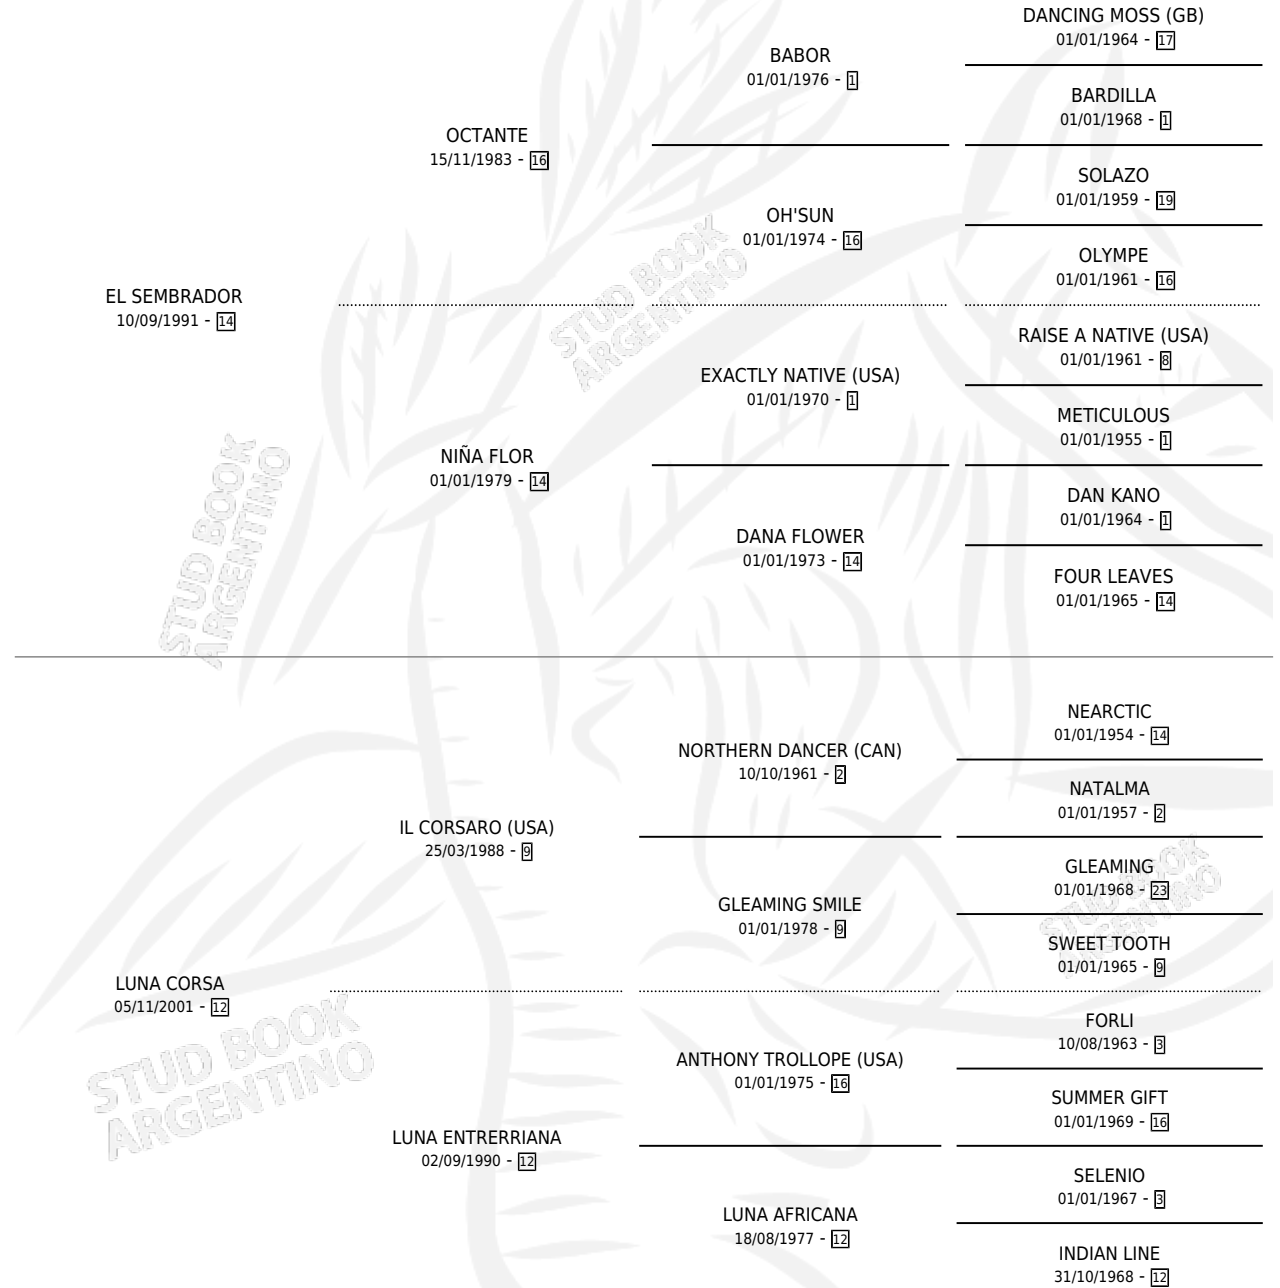 DANCING MOSS (GB)
01/01/1964 - 17
BABOR
01/01/1976 - 1
BARDILLA
01/01/1968 - 1
OCTANTE
15/11/1983 - 16
SOLAZO
01/01/1959 - 19
OH'SUN
01/01/1974 - 16
OLYMPE
01/01/1961 - 16
EL SEMBRADOR
10/09/1991 - 14
RAISE A NATIVE (USA)
01/01/1961 - 8
EXACTLY NATIVE (USA)
01/01/1970 - 1
METICULOUS
01/01/1955 - 1
NIÑA FLOR
01/01/1979 - 14
DAN KANO
01/01/1964 - 1
DANA FLOWER
01/01/1973 - 14
FOUR LEAVES
01/01/1965 - 14
NEARCTIC
01/01/1954 - 14
NORTHERN DANCER (CAN)
10/10/1961 - 2
NATALMA
01/01/1957 - 2
IL CORSARO (USA)
25/03/1988 - 9
GLEAMING
01/01/1968 - 23
GLEAMING SMILE
01/01/1978 - 9
SWEET TOOTH
01/01/1965 - 9
LUNA CORSA
05/11/2001 - 12
FORLI
10/08/1963 - 3
ANTHONY TROLLOPE (USA)
01/01/1975 - 16
SUMMER GIFT
01/01/1969 - 16
LUNA ENTRERRIANA
02/09/1990 - 12
SELENIO
01/01/1967 - 3
LUNA AFRICANA
18/08/1977 - 12
INDIAN LINE
31/10/1968 - 12
STUD BOOK
ARGENTINO
STUD BOOK
ARGENTINO
STUD BOOK
ARGENTINO
STUD BOOK
ARGENTINO